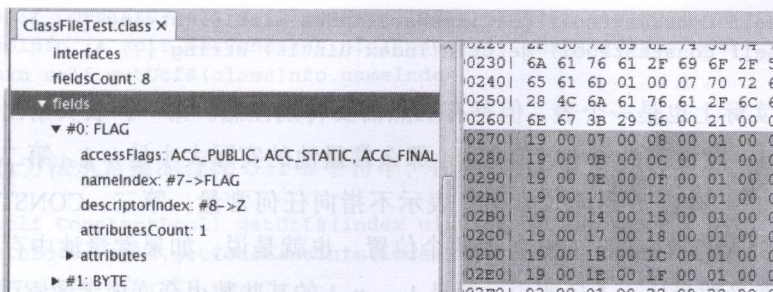 ClassFileTest.class ×
interfaces
fieldsCount: 8
▼ fields
▼ #0: FLAG
accessFlags: ACC_PUBLIC, ACC_STATIC, ACC_FINAL
nameIndex: #7->FLAG
descriptorIndex: #8->Z
attributesCount: 1
▶ attributes
▶ #1: BYTE
0230| 6A 61 76 61 2F 69 6F 2F
0240| 65 61 6D 01 00 07 70 72
0250| 28 4C 6A 61 76 61 2F 6C
0260| 6E 67 3B 29 56 00 21 00
0270| 19 00 07 00 08 00 01 00
0280| 19 00 0B 00 0C 00 01 00
0290| 19 00 0E 00 0F 00 01 00
02A0| 19 00 11 00 12 00 01 00
02B0| 19 00 14 00 15 00 01 00
02C0| 19 00 17 00 18 00 01 00
02D0| 19 00 1B 00 1C 00 01 00
02E0| 19 00 1E 00 1F 00 01 00